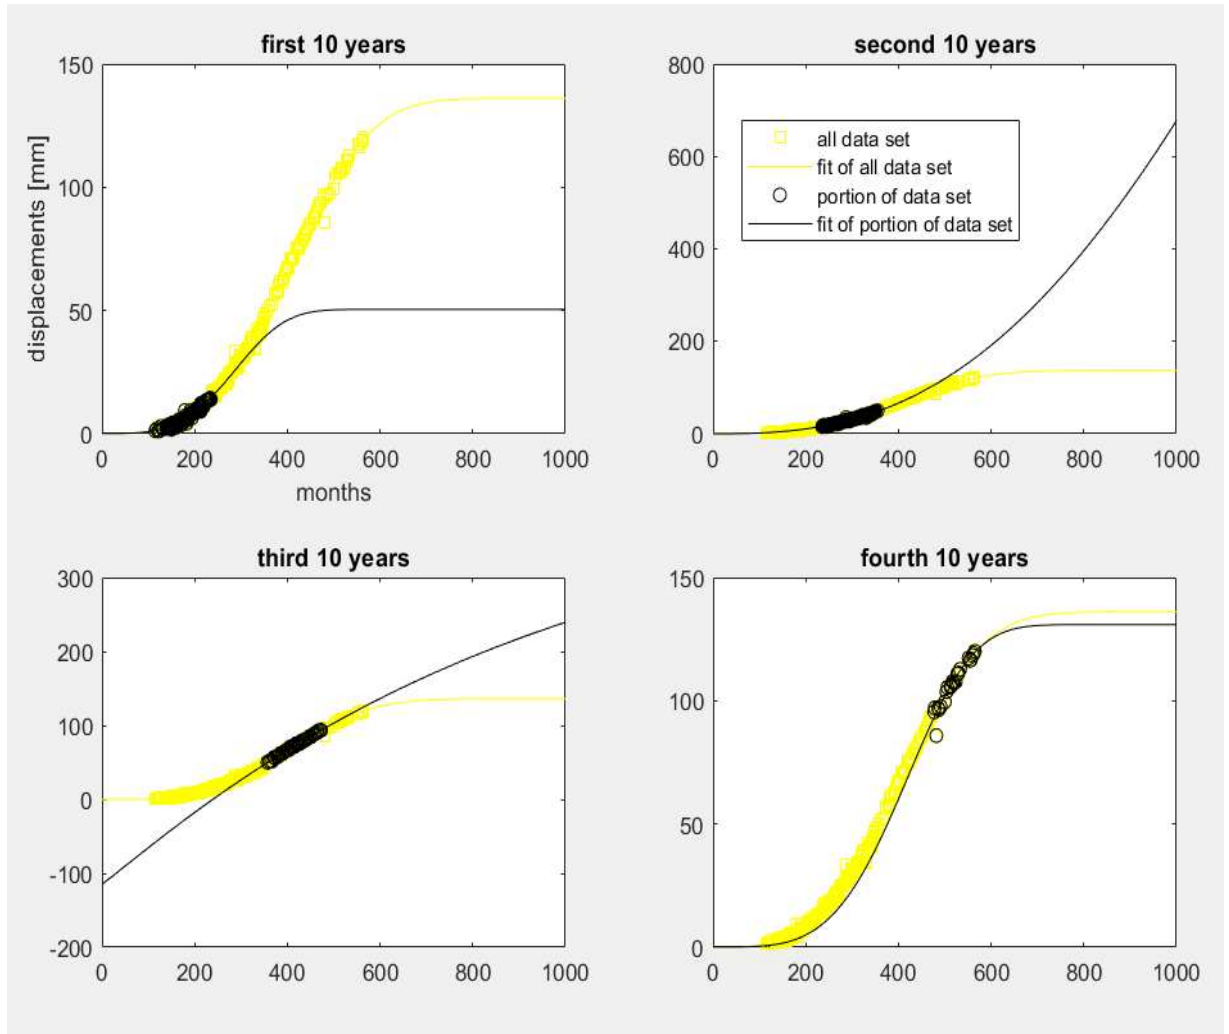 first 10 years
150
100
50
0
displacements [mm]
0 200 400 600 800 1000
months
second 10 years
800
600
400
200
0
all data set
fit of all data set
portion of data set
fit of portion of data set
0 200 400 600 800 1000
third 10 years
300
200
100
0
-100
-200
0 200 400 600 800 1000
fourth 10 years
150
100
50
0
0 200 400 600 800 1000